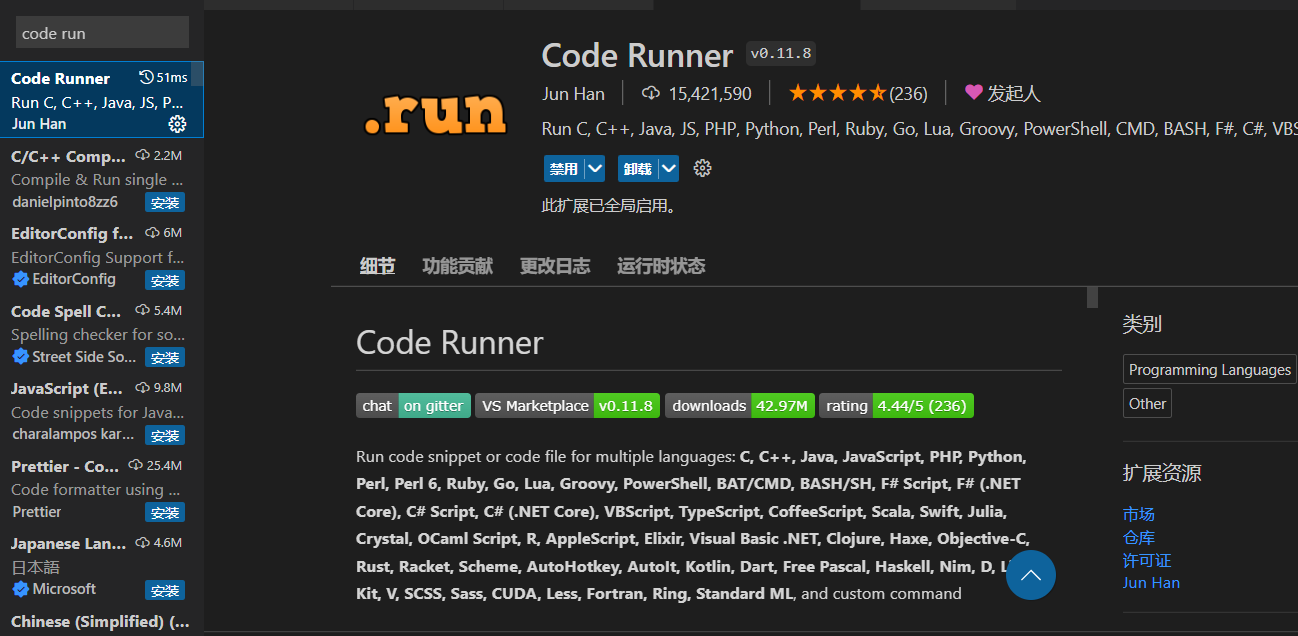 code run
Code Runner 51ms
Run C, C++, Java, JS, P...
Jun Han
C/C++ Comp... 2.2M
Compile & Run single ...
danielpinto8zz6 安装
EditorConfig f... 6M
EditorConfig Support f...
EditorConfig 安装
Code Spell C... 5.4M
Spelling checker for so...
Street Side So... 安装
JavaScript (E... 9.8M
Code snippets for Java...
charalampos kar... 安装
Prettier - Co... 25.4M
Code formatter using ...
Prettier 安装
Japanese Lan... 4.6M
日本語
Microsoft 安装
Chinese (Simplified) (...
.run
Code Runner v0.11.8
Jun Han 15,421,590 (236) 发起人
Run C, C++, Java, JS, PHP, Python, Perl, Ruby, Go, Lua, Groovy, PowerShell, CMD, BASH, F#, C#, VBS
禁用 卸载
此扩展已全局启用。
细节 功能贡献 更改日志 运行时状态
Code Runner
chat on gitter VS Marketplace v0.11.8 downloads 42.97M rating 4.44/5 (236)
Run code snippet or code file for multiple languages: C, C++, Java, JavaScript, PHP, Python,
Perl, Perl 6, Ruby, Go, Lua, Groovy, PowerShell, BAT/CMD, BASH/SH, F# Script, F# (.NET
Core), C# Script, C# (.NET Core), VBScript, TypeScript, CoffeeScript, Scala, Swift, Julia,
Crystal, OCaml Script, R, AppleScript, Elixir, Visual Basic .NET, Clojure, Haxe, Objective-C,
Rust, Racket, Scheme, AutoHotkey, AutoIt, Kotlin, Dart, Free Pascal, Haskell, Nim, D,
Kit, V, SCSS, Sass, CUDA, Less, Fortran, Ring, Standard ML, and custom command
类别
Programming Languages
Other
扩展资源
市场
仓库
许可证
Jun Han